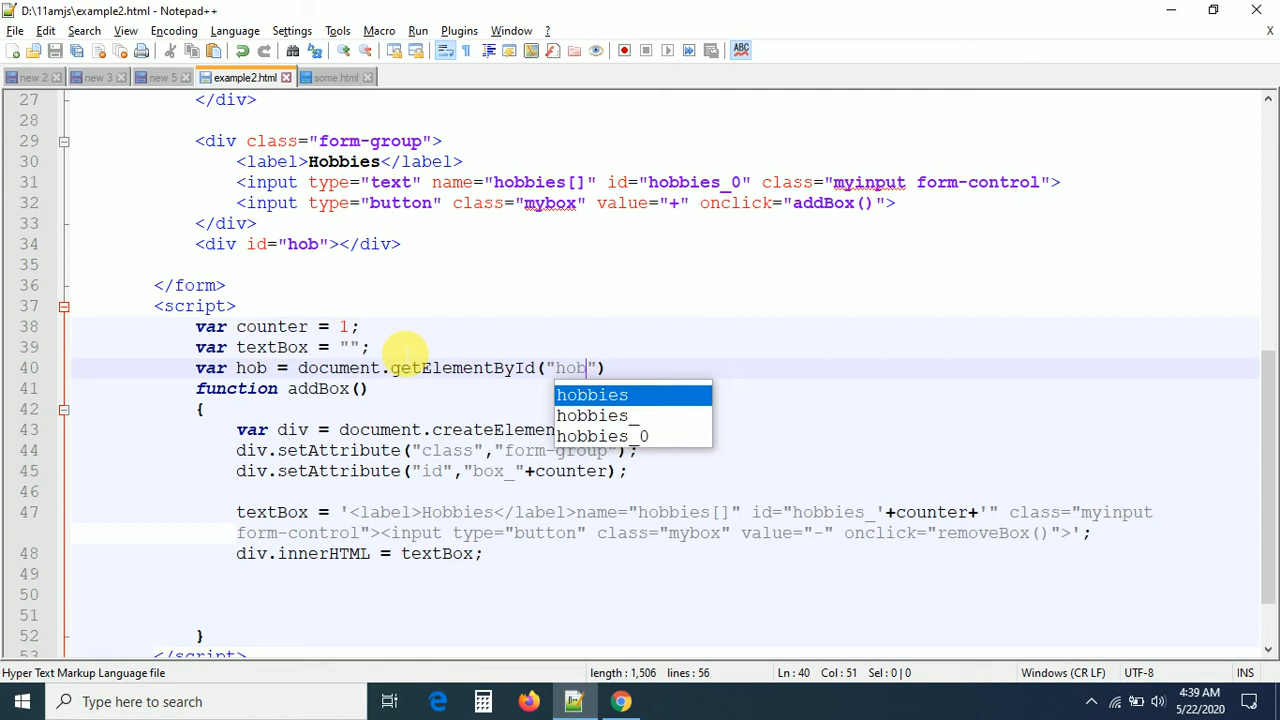 D:\11amjs\example2.html - Notepad++
File Edit Search View Encoding Language Settings Tools Macro Run Plugins Window ?
X
ABC
new 2 new 3 new 5 example2.html some.html
27 </div>
28
29 <div class="form-group">
30 <label>Hobbies</label>
31 <input type="text" name="hobbies[]" id="hobbies_0" class="myinput form-control">
32 <input type="button" class="mybox" value="+" onclick="addBox()">
33 </div>
34 <div id="hob"></div>
35
36 </form>
37 <script>
38 var counter = 1;
39 var textBox = "";
40 var hob = document.getElementById("hob")
41 function addBox()
hobbies
hobbies_
hobbies_0
42 {
43 var div = document.createElemen
44 div.setAttribute("class","form-group");
45 div.setAttribute("id","box_"+counter);
46
47 textBox = '<label>Hobbies</label>name="hobbies[]" id="hobbies_'+counter+'" class="myinput
form-control"><input type="button" class="mybox" value="-" onclick="removeBox()">';
48 div.innerHTML = textBox;
49
50
51
52 }
53 </script>
Hyper Text Markup Language file length : 1,506 lines : 56 Ln : 40 Col : 51 Sel : 0 | 0 Windows (CR LF) UTF-8 INS
Type here to search
4:39 AM
5/22/2020